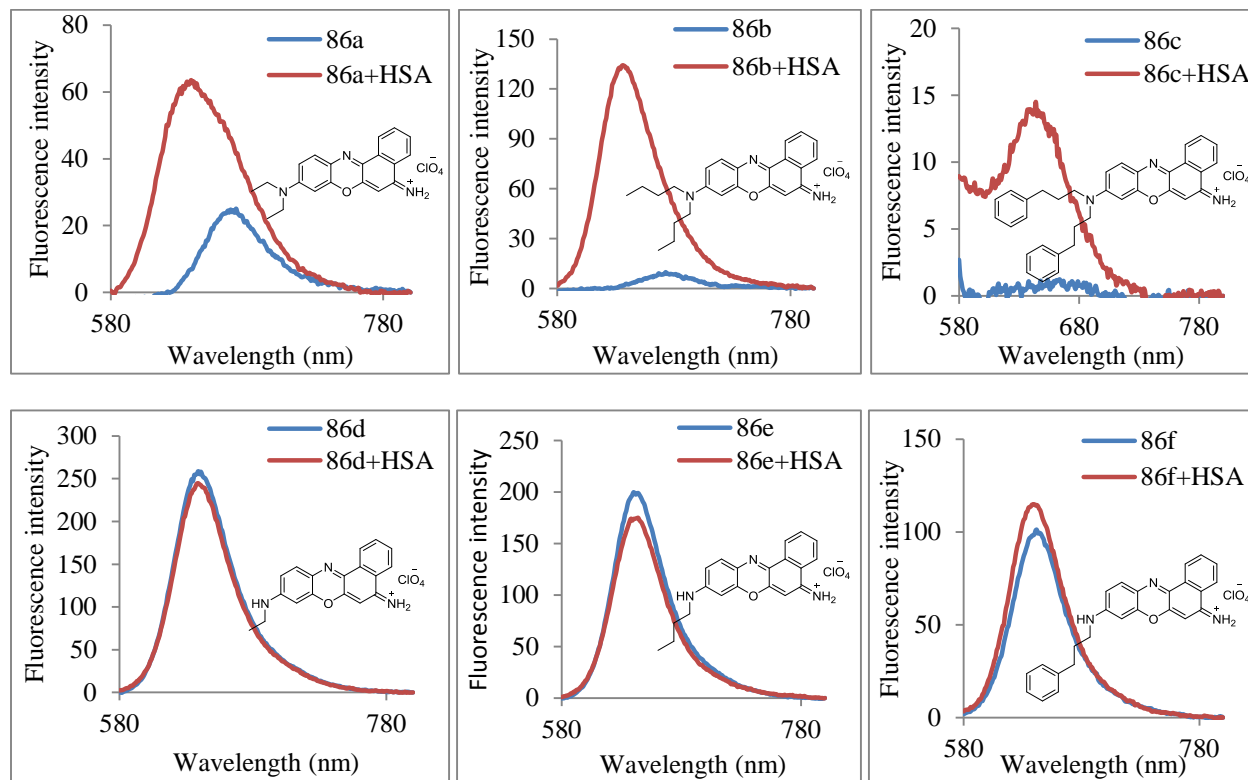 86a
86a+HSA
Fluorescence intensity
80
60
40
20
0
580
780
Wavelength (nm)
N
N
O
NH2
+
ClO4
−
86b
86b+HSA
Fluorescence intensity
150
120
90
60
30
0
580
780
Wavelength (nm)
N
N
O
NH2
+
ClO4
−
86c
86c+HSA
Fluorescence intensity
20
15
10
5
0
580
680
780
Wavelength (nm)
N
N
O
NH2
+
ClO4
−
86d
86d+HSA
Fluorescence intensity
300
250
200
150
100
50
0
580
780
Wavelength (nm)
N
HN
O
NH2
+
ClO4
−
86e
86e+HSA
Fluorescence intensity
250
200
150
100
50
0
580
780
Wavelength (nm)
N
HN
O
NH2
+
ClO4
−
86f
86f+HSA
Fluorescence intensity
150
100
50
0
580
780
Wavelength (nm)
N
HN
O
NH2
+
ClO4
−